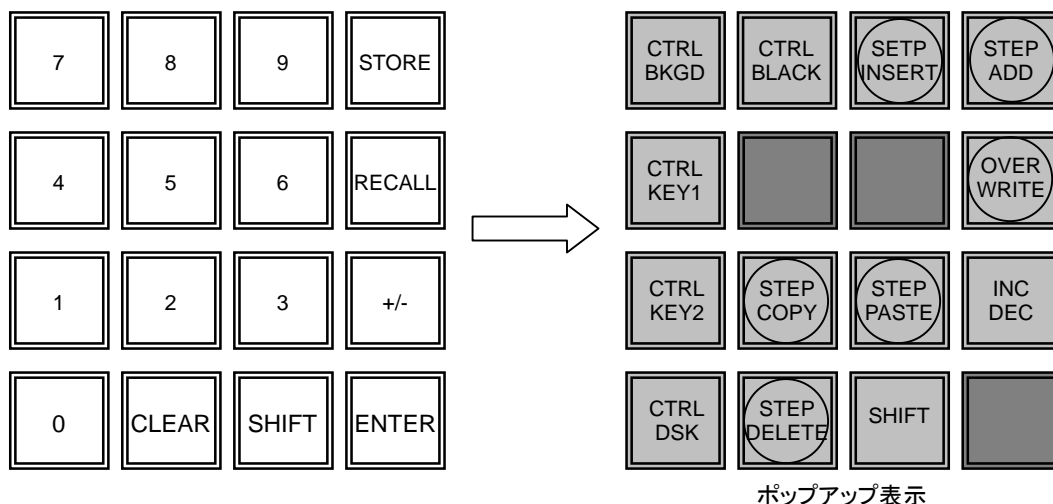 7
8
9
STORE
4
5
6
RECALL
1
2
3
+/-
0
CLEAR
SHIFT
ENTER
CTRL
BKGD
CTRL
BLACK
SETP
INSERT
STEP
ADD
CTRL
KEY1
OVER
WRITE
CTRL
KEY2
STEP
COPY
STEP
PASTE
INC
DEC
CTRL
DSK
STEP
DELETE
SHIFT
ポップアップ表示